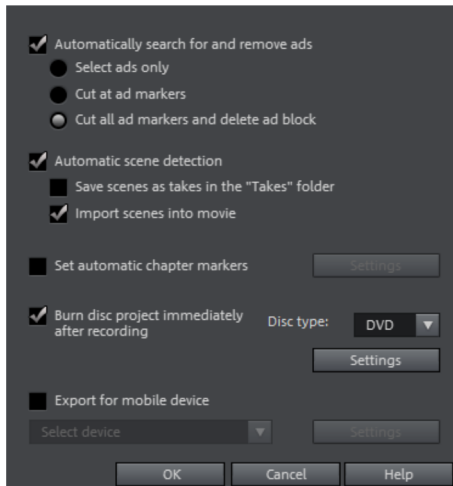 Automatically search for and remove ads
Select ads only
Cut at ad markers
Cut all ad markers and delete ad block
Automatic scene detection
Save scenes as takes in the "Takes" folder
Import scenes into movie
Set automatic chapter markers
Settings
Burn disc project immediately
after recording
Disc type:
DVD
Settings
Export for mobile device
Select device
Settings
OK
Cancel
Help